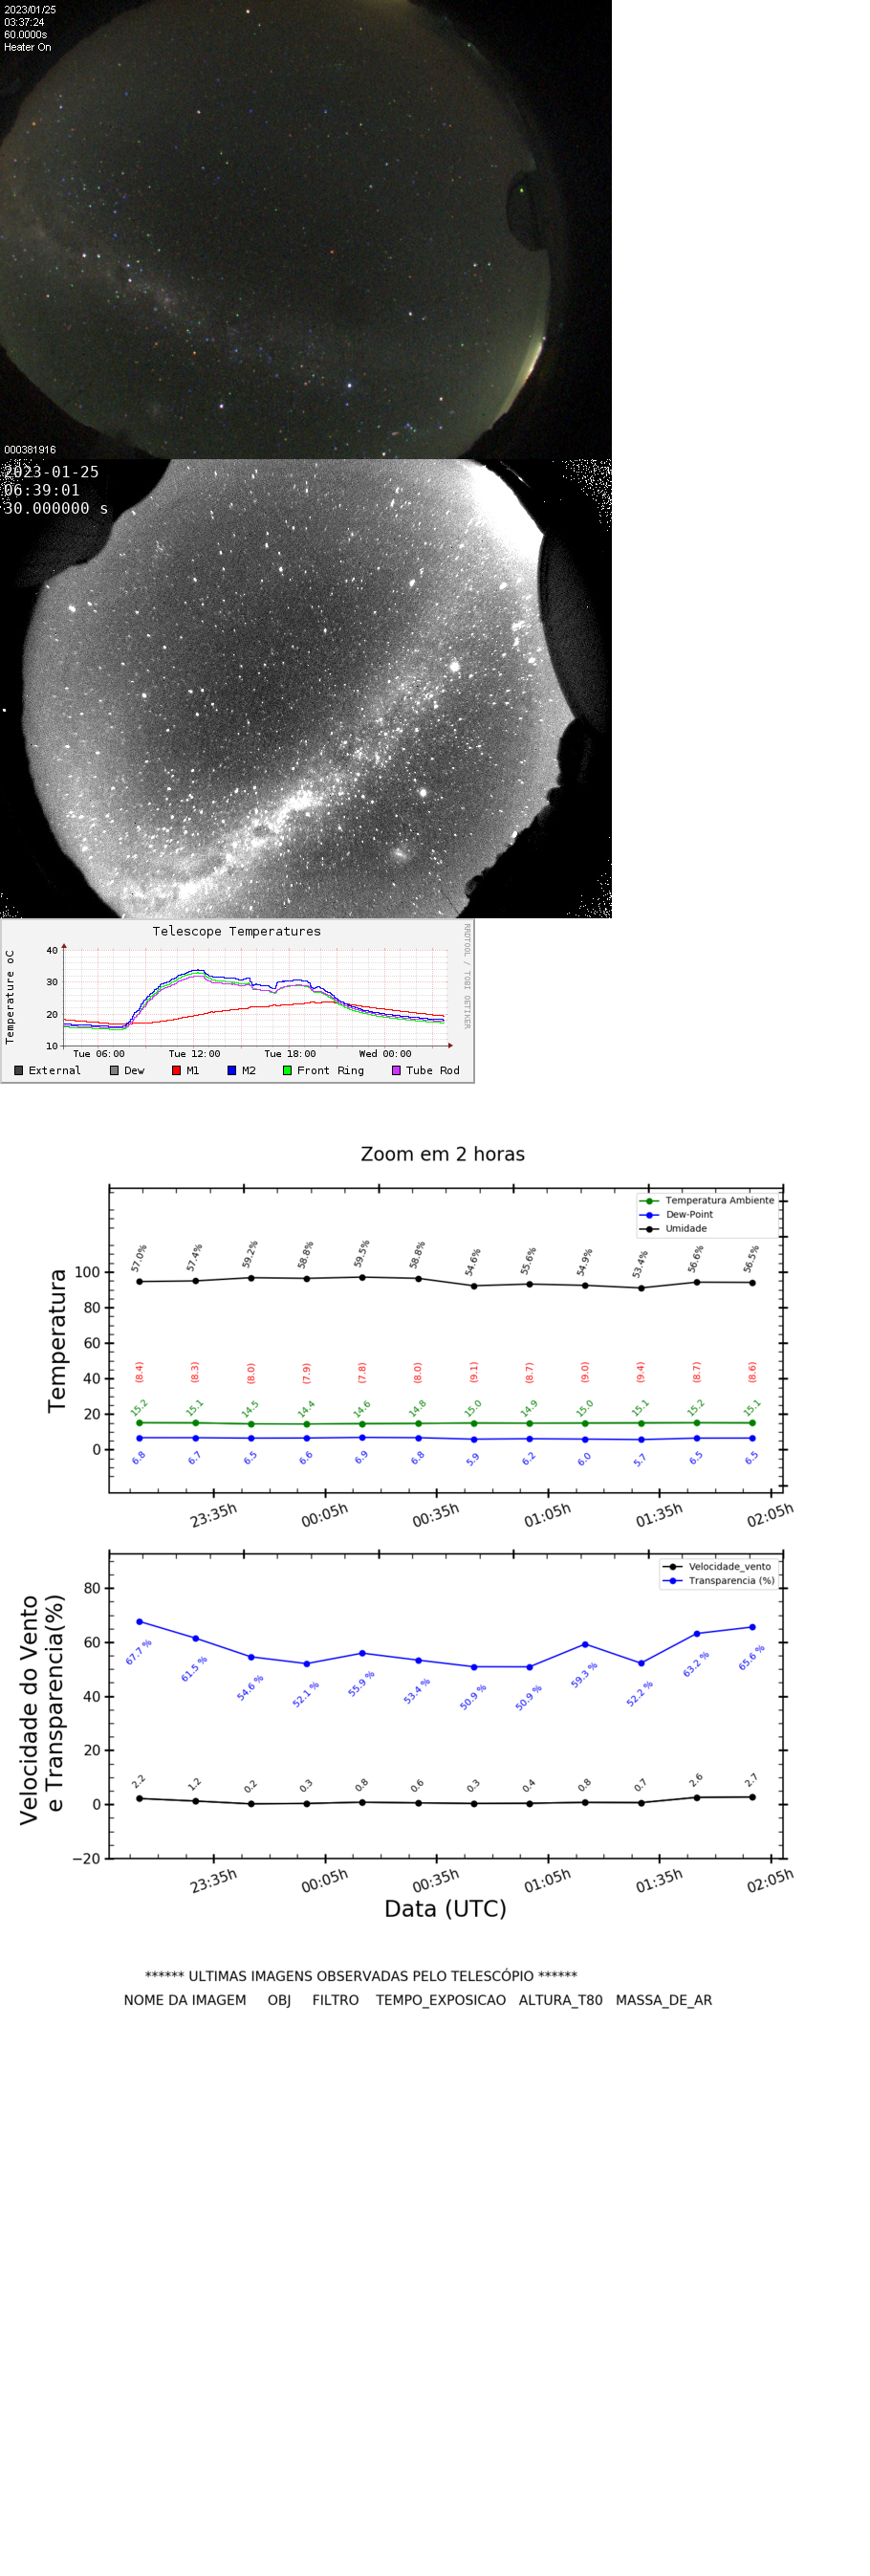 2023/01/25
03:37:24
60.0000s
Heater On
000381916
2023-01-25
06:39:01
30.000000 s
Telescope Temperatures
RRDTOOL / TOBI OETIKER
Temperature oC
40
30
20
10
Tue 06:00 Tue 12:00 Tue 18:00 Wed 00:00
External Dew M1 M2 Front Ring Tube Rod
Zoom em 2 horas
Temperatura Ambiente
Dew-Point
Umidade
Temperatura
100
80
60
40
20
0
57.0% 57.4% 59.2% 58.8% 59.5% 58.8% 54.6% 55.6% 54.9% 53.4% 56.6% 56.5%
(8.4) (8.3) (8.0) (7.9) (7.8) (8.0) (9.1) (8.7) (9.0) (9.4) (8.7) (8.6)
15.2 15.1 14.5 14.4 14.6 14.8 15.0 14.9 15.0 15.1 15.2 15.1
6.8 6.7 6.5 6.6 6.9 6.8 5.9 6.2 6.0 5.7 6.5 6.5
23:35h 00:05h 00:35h 01:05h 01:35h 02:05h
Velocidade_vento
Transparencia (%)
Velocidade do Vento
e Transparencia(%)
80
60
40
20
0
−20
67.7 % 61.5 % 54.6 % 52.1 % 55.9 % 53.4 % 50.9 % 50.9 % 59.3 % 52.2 % 63.2 % 65.6 %
2.2 1.2 0.2 0.3 0.8 0.6 0.3 0.4 0.8 0.7 2.6 2.7
23:35h 00:05h 00:35h 01:05h 01:35h 02:05h
Data (UTC)
****** ULTIMAS IMAGENS OBSERVADAS PELO TELESCÓPIO ******
NOME DA IMAGEM OBJ FILTRO TEMPO_EXPOSICAO ALTURA_T80 MASSA_DE_AR